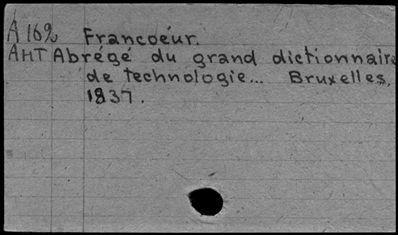 A 16% Francoeur.
AHT Abrégé du grand dictionnaire
de technologie... Bruxelles,
1837.